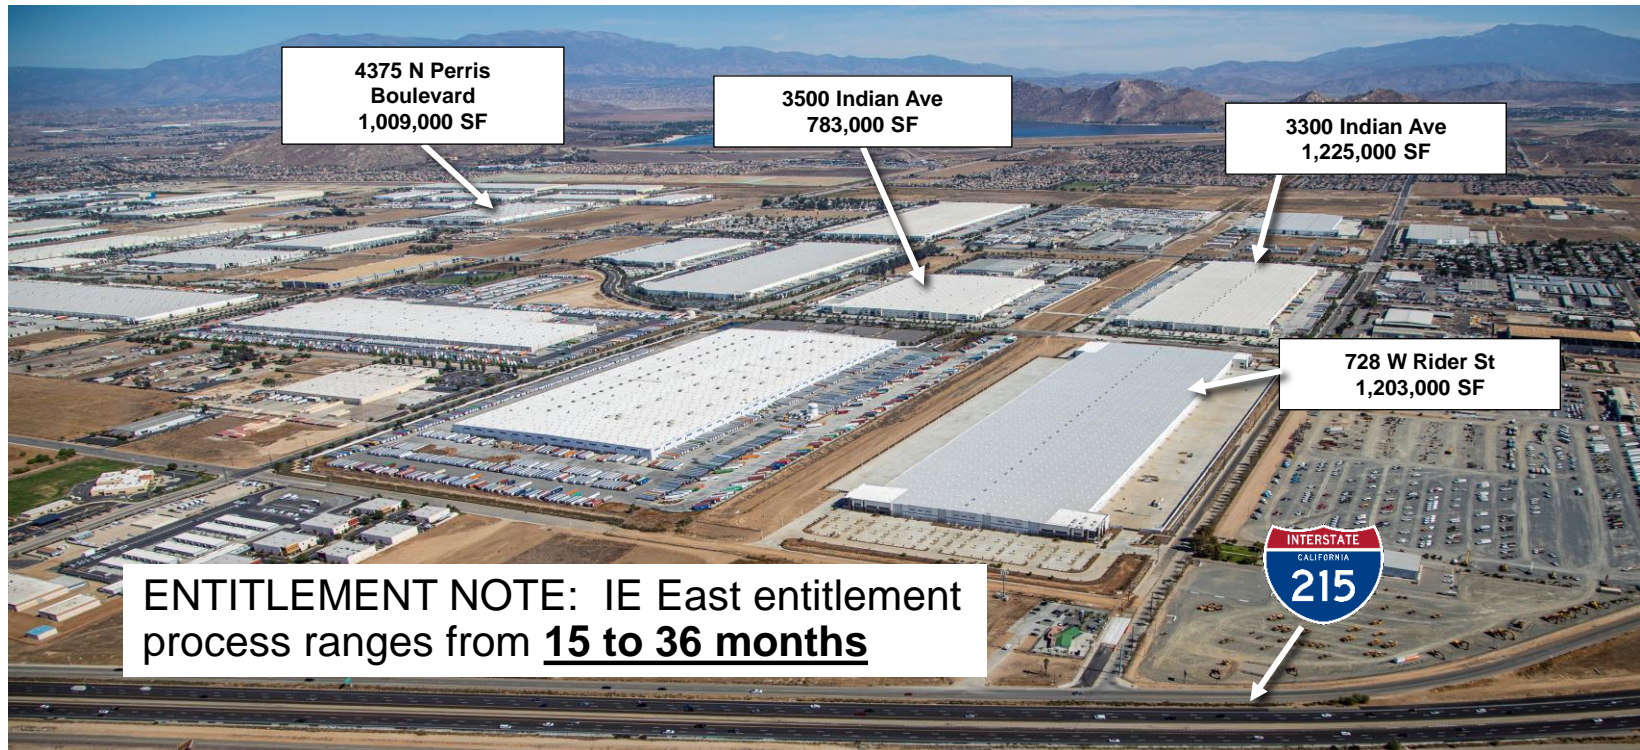 4375 N Perris
Boulevard
1,009,000 SF
3500 Indian Ave
783,000 SF
3300 Indian Ave
1,225,000 SF
728 W Rider St
1,203,000 SF
INTERSTATE
CALIFORNIA
215
ENTITLEMENT NOTE: IE East entitlement
process ranges from 15 to 36 months